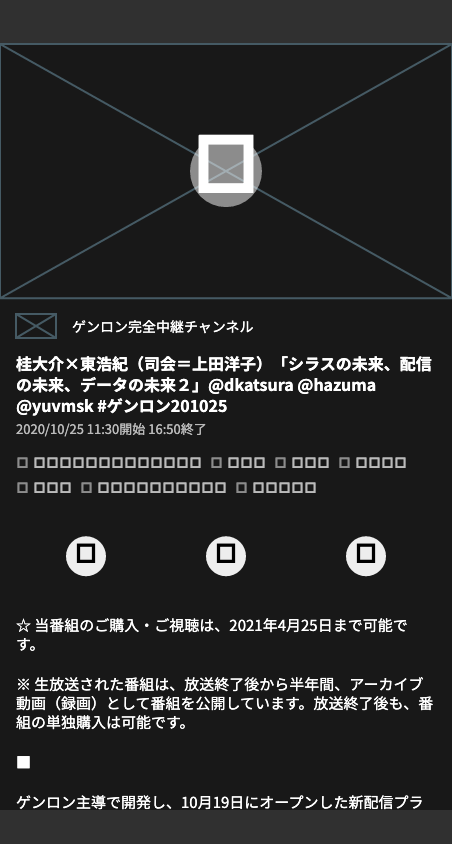 ゲンロン完全中継チャンネル
桂大介×東浩紀（司会＝上田洋子）「シラスの未来、配信
の未来、データの未来２」@dkatsura @hazuma
@yuvmsk #ゲンロン201025
2020/10/25 11:30開始 16:50終了
☆ 当番組のご購入・ご視聴は、2021年4月25日まで可能で
す。
※ 生放送された番組は、放送終了後から半年間、アーカイブ
動画（録画）として番組を公開しています。放送終了後も、番
組の単独購入は可能です。
■
ゲンロン主導で開発し、10月19日にオープンした新配信プラ